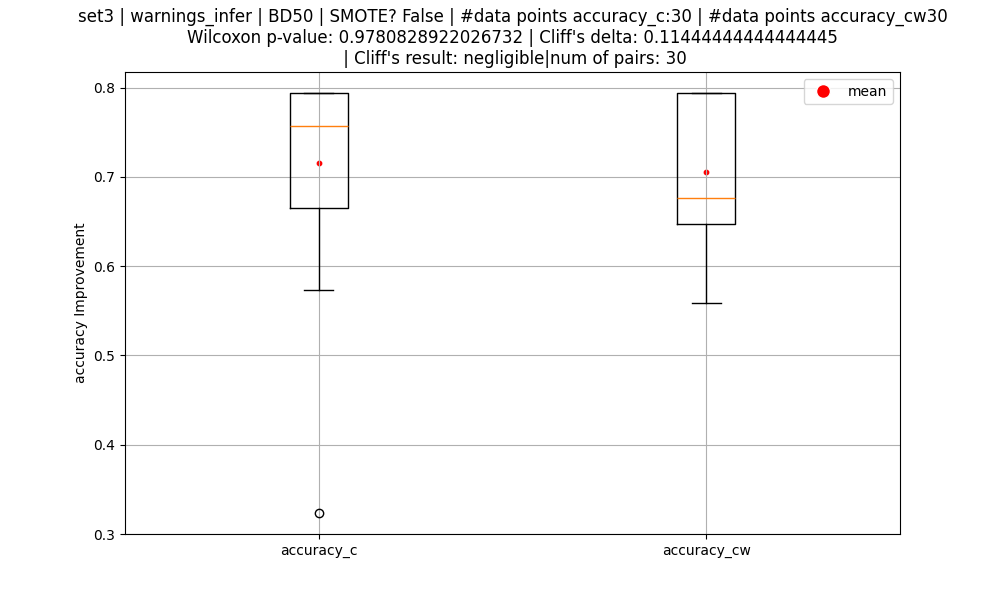 set3 | warnings_infer | BD50 | SMOTE? False | #data points accuracy_c:30 | #data points accuracy_cw30
Wilcoxon p-value: 0.9780828922026732 | Cliff's delta: 0.11444444444444445
| Cliff's result: negligible|num of pairs: 30
mean
0.8
0.7
0.6
0.5
0.4
0.3
accuracy Improvement
accuracy_c
accuracy_cw